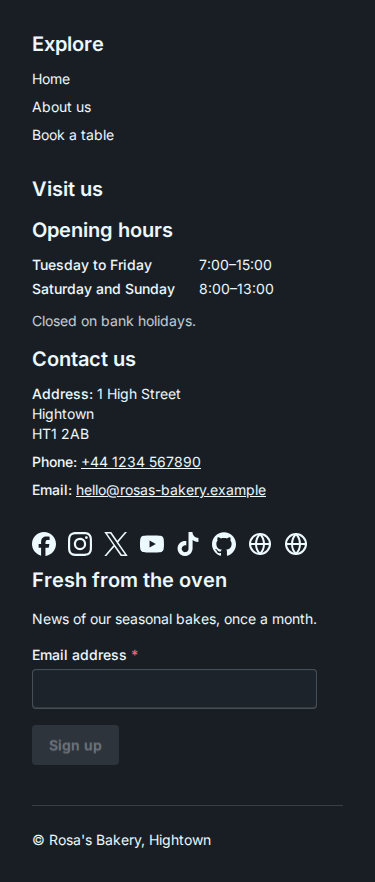 Explore
Home
About us
Book a table
Visit us
Opening hours
Tuesday to Friday 7:00–15:00
Saturday and Sunday 8:00–13:00
Closed on bank holidays.
Contact us
Address: 1 High Street
Hightown
HT1 2AB
Phone: +44 1234 567890
Email: hello@rosas-bakery.example
Fresh from the oven
News of our seasonal bakes, once a month.
Email address *
Sign up
© Rosa's Bakery, Hightown